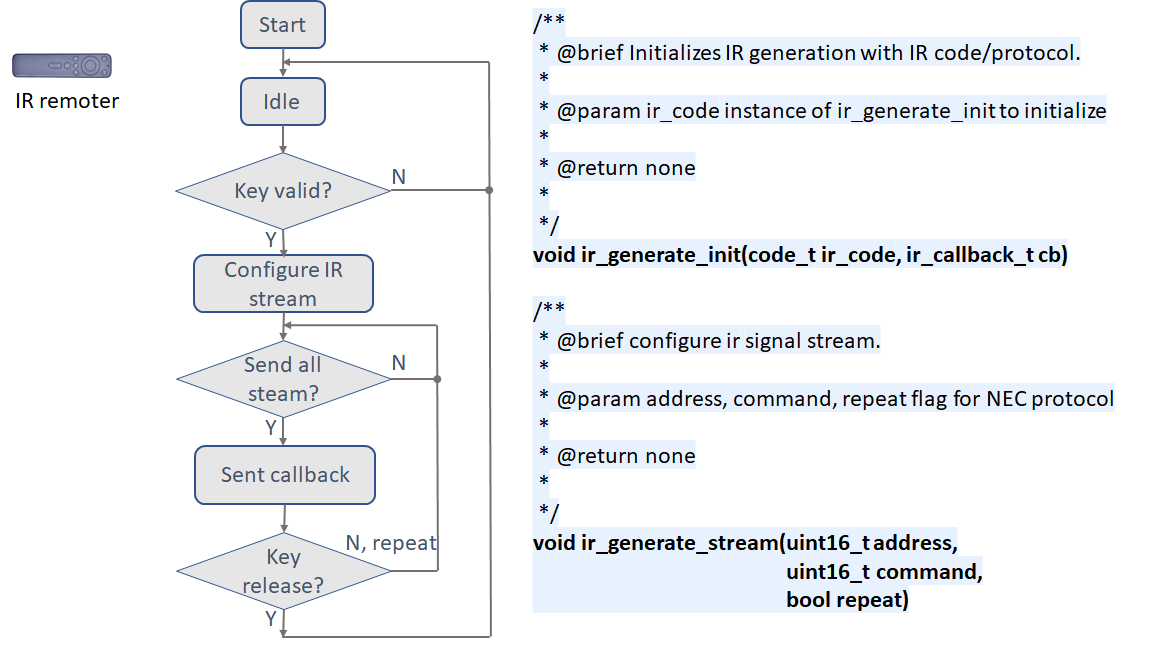 Start
IR remoter
Idle
Key valid?
N
Y
Configure IR
stream
Send all
steam?
N
Y
Sent callback
Key
release?
N, repeat
Y
/**
* @brief Initializes IR generation with IR code/protocol.
*
* @param ir_code instance of ir_generate_init to initialize
*
* @return none
*
*/
void ir_generate_init(code_t ir_code, ir_callback_t cb)
/**
* @brief configure ir signal stream.
*
* @param address, command, repeat flag for NEC protocol
*
* @return none
*
*/
void ir_generate_stream(uint16_t address,
uint16_t command,
bool repeat)